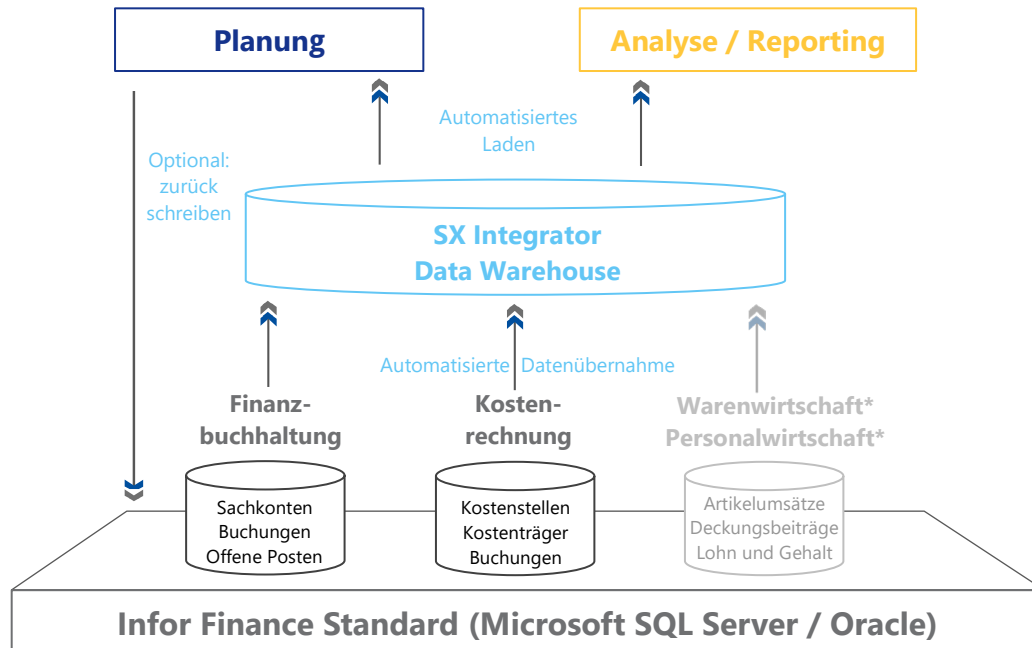 Planung
Analyse / Reporting
Automatisiertes
Laden
Optional:
zurück
schreiben
SX Integrator
Data Warehouse
Automatisierte Datenübernahme
Finanz-
buchhaltung
Kosten-
rechnung
Warenwirtschaft*
Personalwirtschaft*
Sachkonten
Buchungen
Offene Posten
Kostenstellen
Kostenträger
Buchungen
Artikelumsätze
Deckungsbeiträge
Lohn und Gehalt
Infor Finance Standard (Microsoft SQL Server / Oracle)